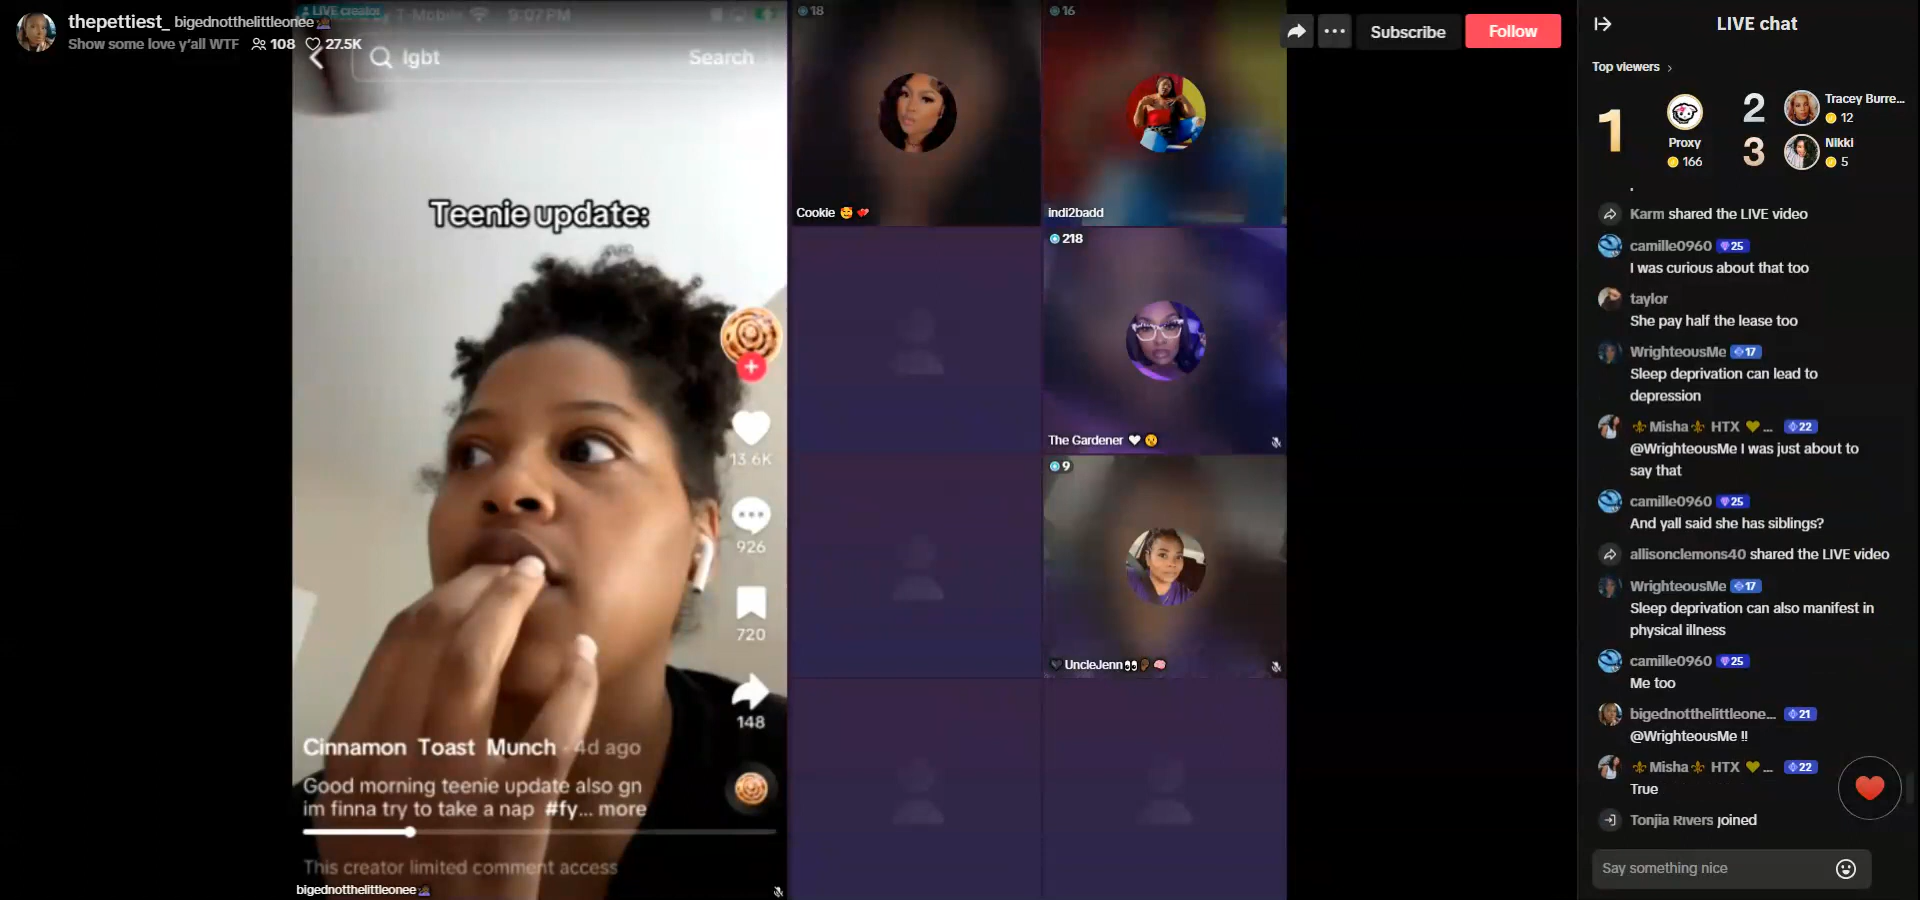 thepettiest_ bigednotthelittleonee
Show some love y'all WTF 108 27.5K
LIVE creator
T-Mobile 9:07PM
lgbt Search
Teenie update:
13.6K
926
720
148
Cinnamon Toast Munch · 4d ago
Good morning teenie update also gn
im finna try to take a nap #fy... more
This creator limited comment access
bigednotthelittleonee
18
Cookie 🥰 💔
16
indi2badd
218
The Gardener 🤍 😗
9
🖤 UncleJenn👀👂🏿🧠
Subscribe
Follow
LIVE chat
Top viewers >
1
Proxy
166
2
Tracey Burre...
12
3
Nikki
5
Karm shared the LIVE video
camille0960 25
I was curious about that too
taylor
She pay half the lease too
WrighteousMe 17
Sleep deprivation can lead to
depression
⚜️Misha⚜️ HTX 💛 ... 22
@WrighteousMe I was just about to
say that
camille0960 25
And yall said she has siblings?
allisonclemons40 shared the LIVE video
WrighteousMe 17
Sleep deprivation can also manifest in
physical illness
camille0960 25
Me too
bigednotthelittleone... 21
@WrighteousMe !!
⚜️Misha⚜️ HTX 💛 ... 22
True
Tonjia Rivers joined
Say something nice